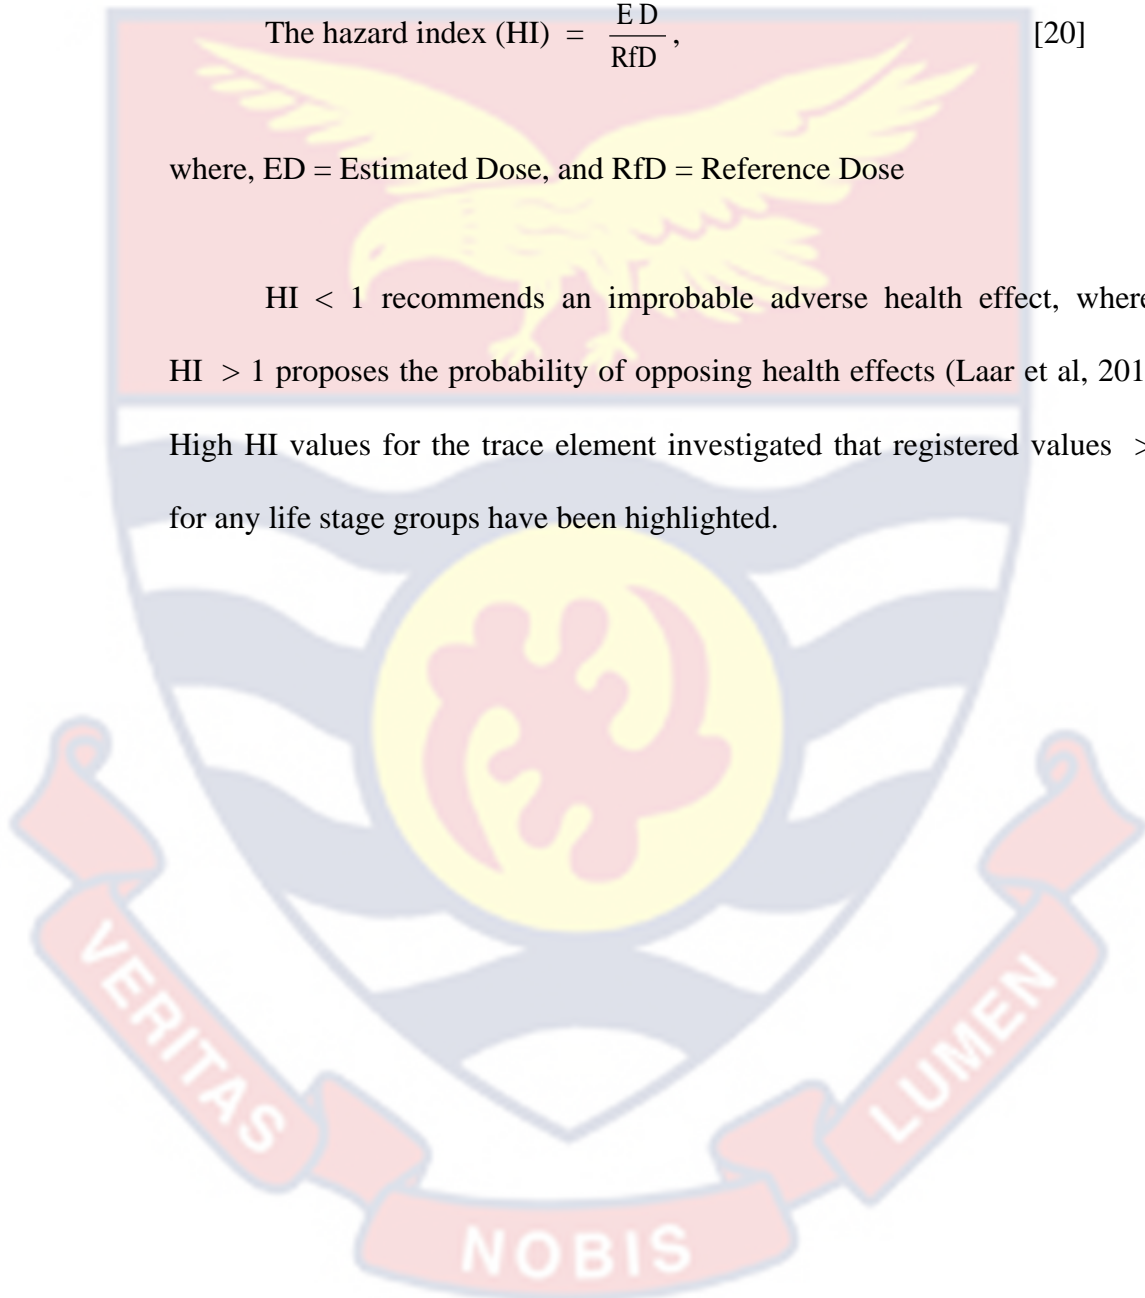 The hazard index (HI) = E D / RfD , [20]
where, ED = Estimated Dose, and RfD = Reference Dose
HI < 1 recommends an improbable adverse health effect, where
HI > 1 proposes the probability of opposing health effects (Laar et al, 201
High HI values for the trace element investigated that registered values >
for any life stage groups have been highlighted.
VERITAS
NOBIS
LUMEN